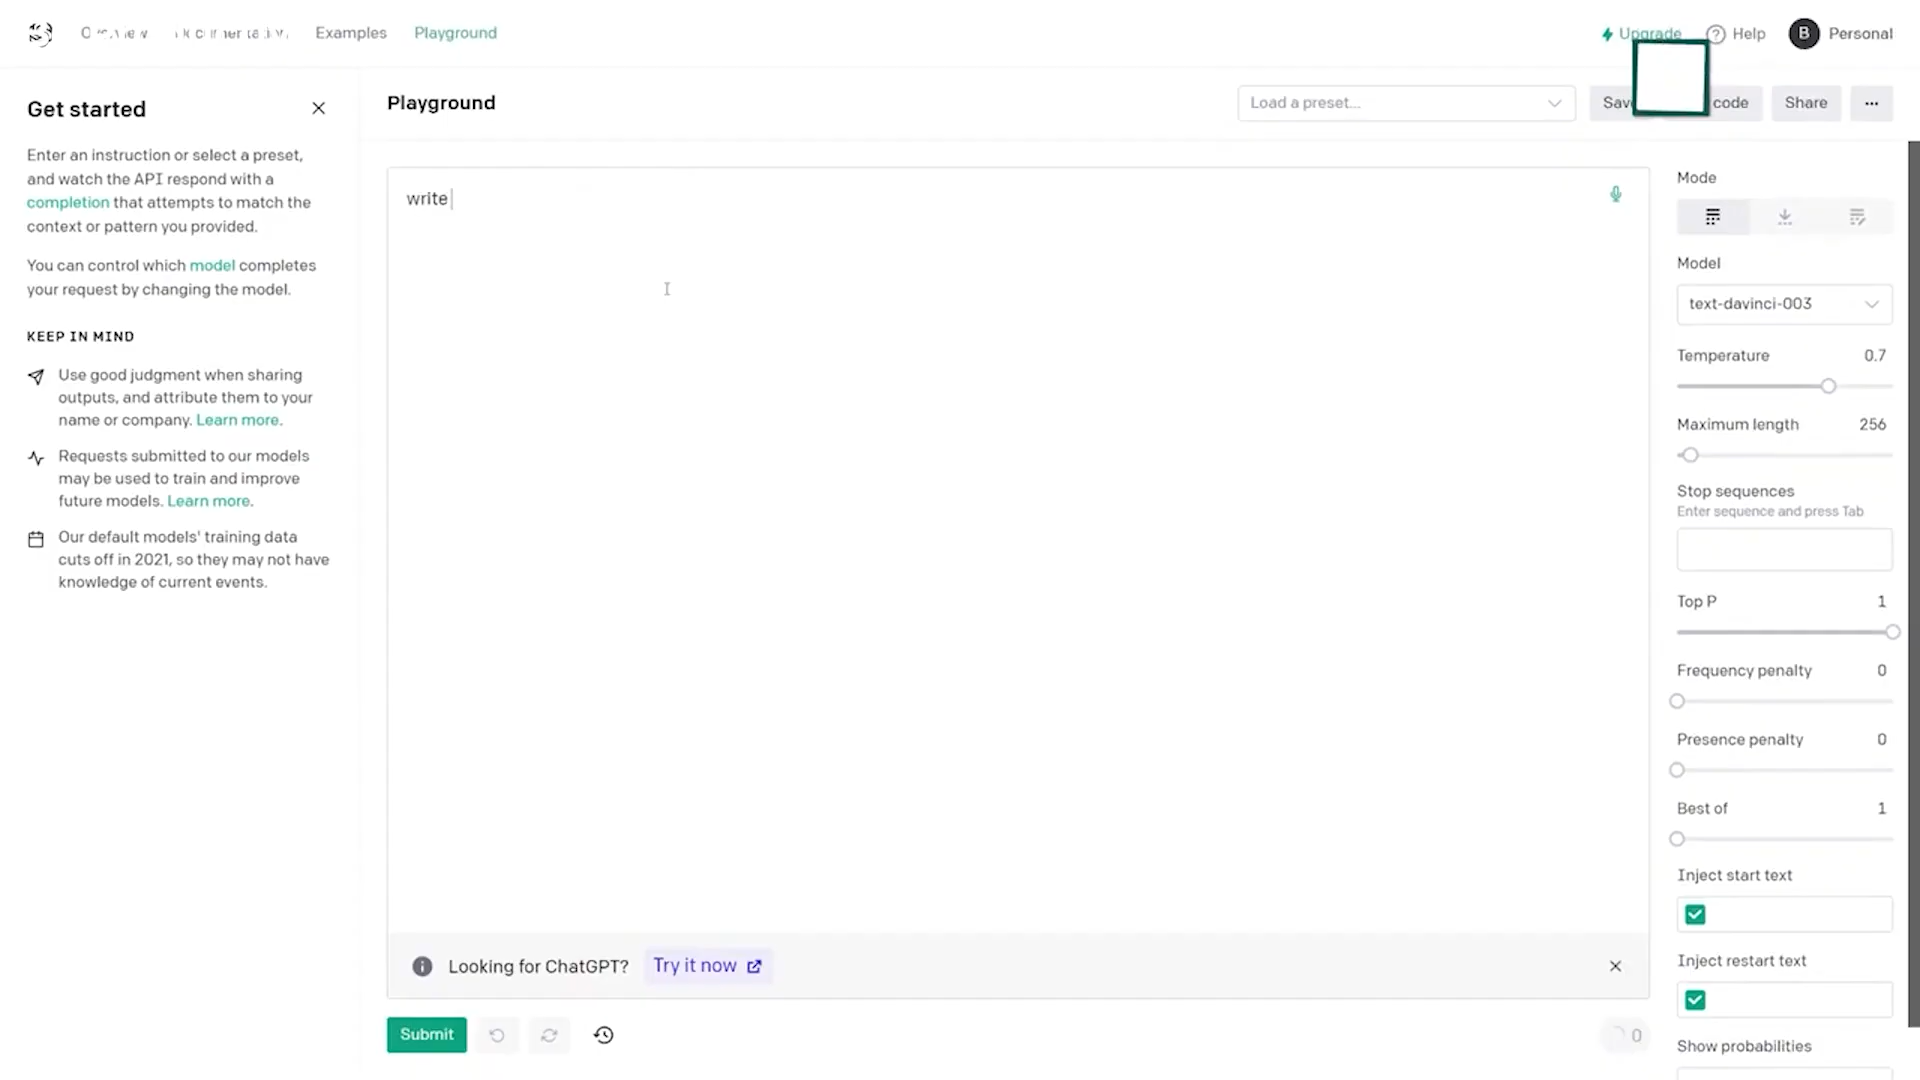 Examples
Playground
Upgrade
Help
B
Personal
Get started
Playground
Load a preset...
code
Share
Enter an instruction or select a preset,
and watch the API respond with a
completion that attempts to match the
context or pattern you provided.
You can control which model completes
your request by changing the model.
KEEP IN MIND
Use good judgment when sharing
outputs, and attribute them to your
name or company. Learn more.
Requests submitted to our models
may be used to train and improve
future models. Learn more.
Our default models' training data
cuts off in 2021, so they may not have
knowledge of current events.
write
Looking for ChatGPT? Try it now
Submit
0
Mode
Model
text-davinci-003
Temperature 0.7
Maximum length 256
Stop sequences
Enter sequence and press Tab
Top P 1
Frequency penalty 0
Presence penalty 0
Best of 1
Inject start text
Inject restart text
Show probabilities